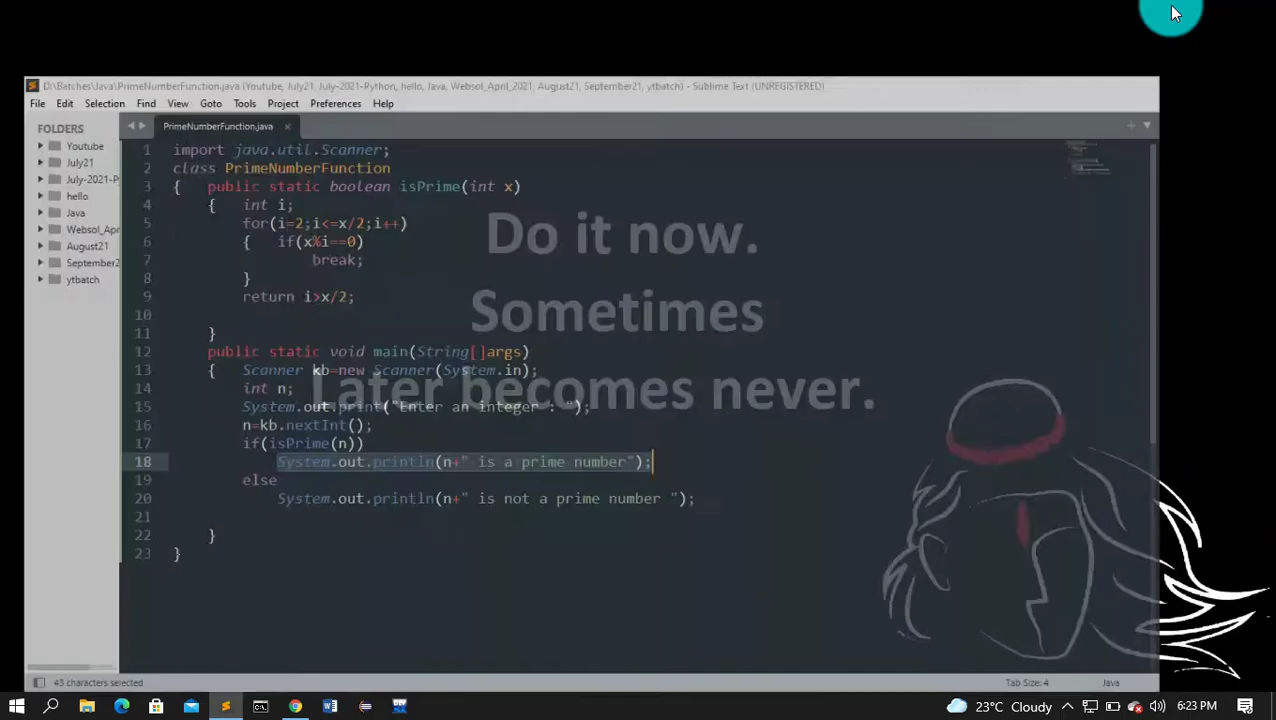 D:\Batches\Java\PrimeNumberFunction.java (Youtube, July21, July-2021-Python, hello, Java, Websol_April_2021, August21, September21, ytbatch) - Sublime Text (UNREGISTERED)
File Edit Selection Find View Goto Tools Project Preferences Help
FOLDERS
Youtube
July21
July-2021-P
hello
Java
Websol_Apr
August21
September2
ytbatch
PrimeNumberFunction.java
1 import java.util.Scanner;
2 class PrimeNumberFunction
3 { public static boolean isPrime(int x)
4 { int i;
5 for(i=2;i<=x/2;i++)
6 { if(x%i==0)
7 break;
8 }
9 return i>x/2;
10
11 }
12 public static void main(String[]args)
13 { Scanner kb=new Scanner(System.in);
14 int n;
15 System.out.print("Enter an integer : ");
16 n=kb.nextInt();
17 if(isPrime(n))
18 System.out.println(n+" is a prime number");
19 else
20 System.out.println(n+" is not a prime number ");
21
22 }
23 }
Do it now.
Sometimes
Later becomes never.
43 characters selected
Tab Size: 4
Java
23°C Cloudy
6:23 PM